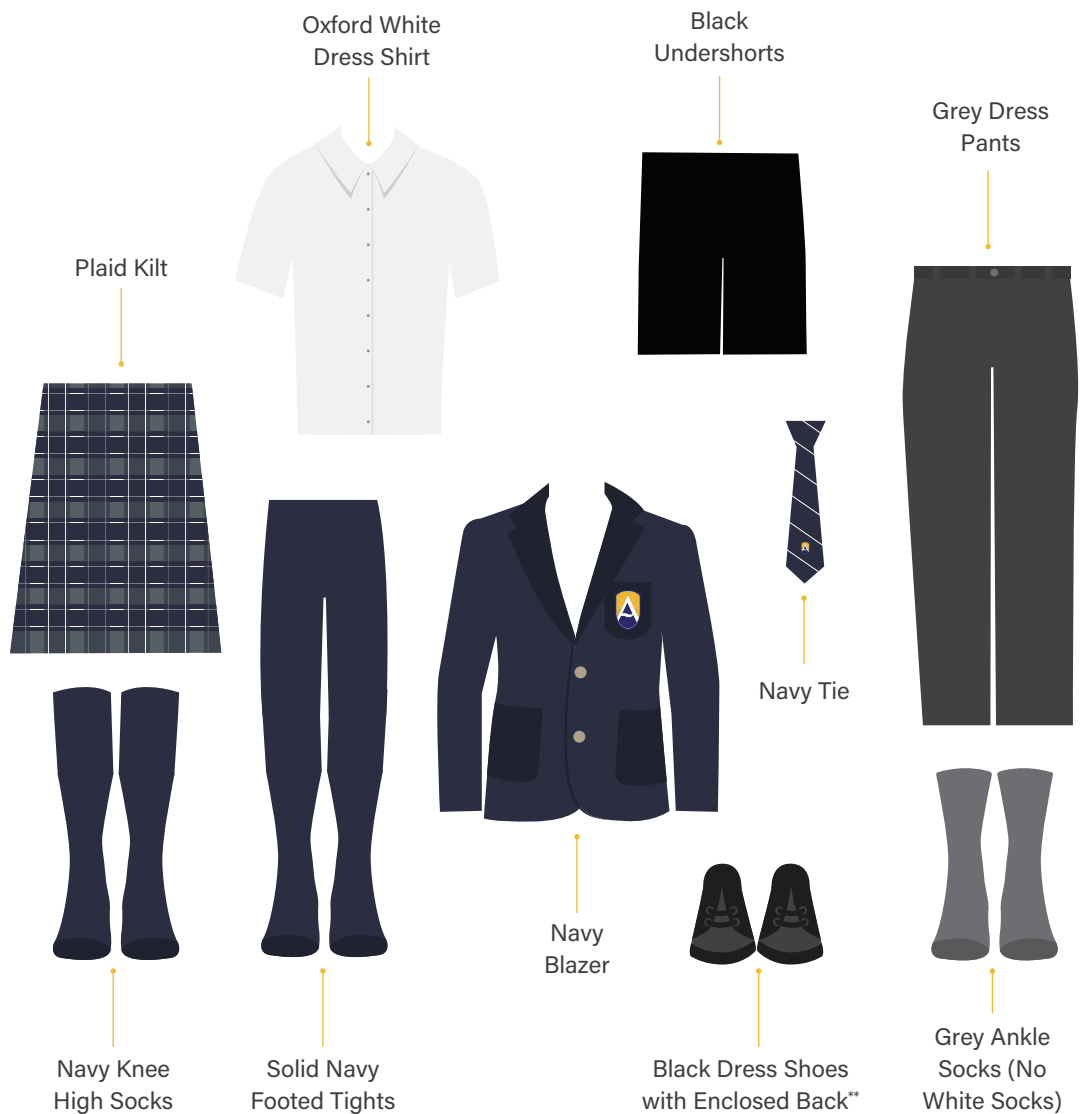 Oxford White
Dress Shirt
Black
Undershorts
Grey Dress
Pants
Plaid Kilt
Navy Tie
Navy
Blazer
Navy Knee
High Socks
Solid Navy
Footed Tights
Black Dress Shoes
with Enclosed Back**
Grey Ankle
Socks (No
White Socks)